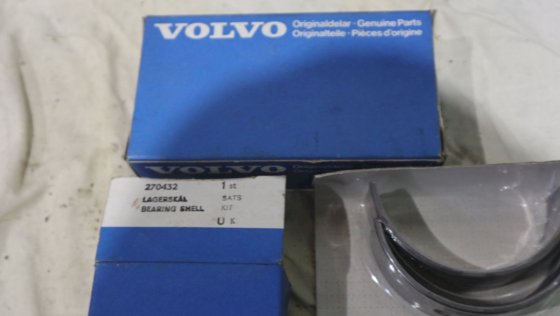 VOLVO
Originaldelar · Genuine Parts
Originalteile · Pièces d'origine
VOLVO
270432 1 st
LAGERSKÅL SATS
BEARING SHELL KIT
U K